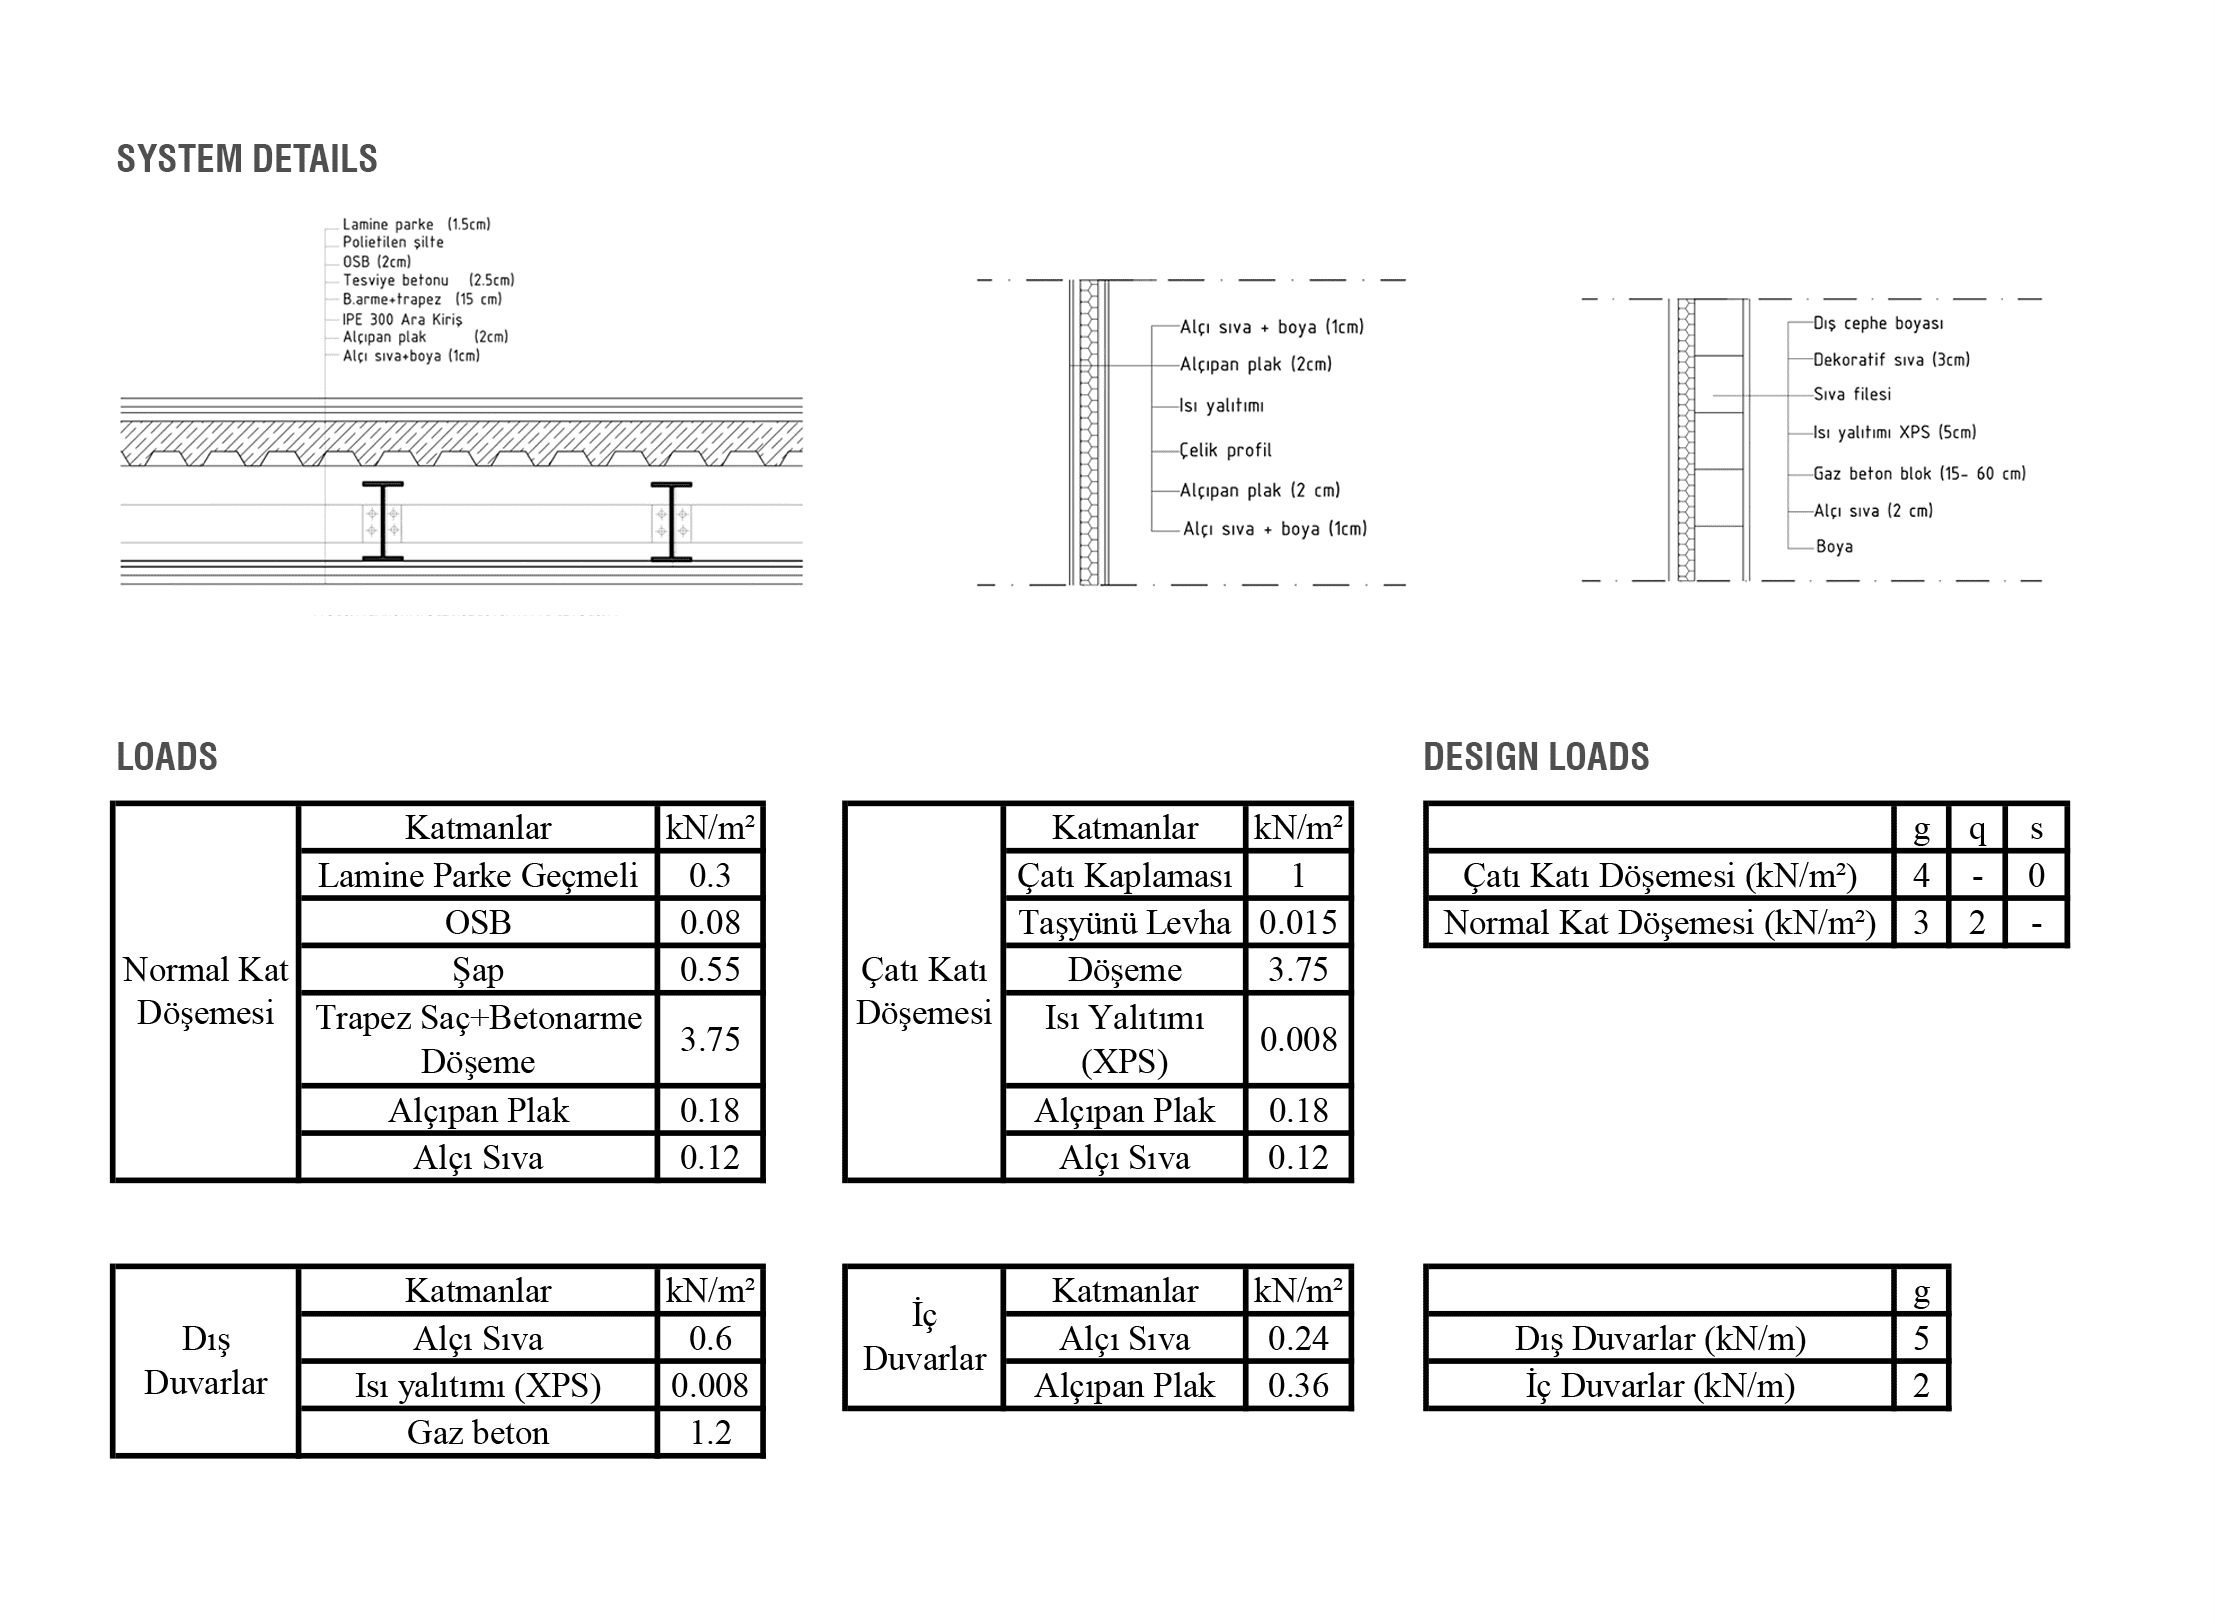 SYSTEM DETAILS
Lamine parke (1.5cm)
Polietilen şilte
OSB (2cm)
Tesviye betonu (2.5cm)
B.arme+trapez (15 cm)
IPE 300 Ara Kiriş
Alçıpan plak (2cm)
Alçı sıva+boya (1cm)
Alçı sıva + boya (1cm)
Alçıpan plak (2cm)
Isı yalıtımı
Çelik profil
Alçıpan plak (2 cm)
Alçı sıva + boya (1cm)
Dış cephe boyası
Dekoratif sıva (3cm)
Sıva filesi
Isı yalıtımı XPS (5cm)
Gaz beton blok (15- 60 cm)
Alçı sıva (2 cm)
Boya
LOADS
Normal Kat
Döşemesi
Katmanlar kN/m²
Lamine Parke Geçmeli 0.3
OSB 0.08
Şap 0.55
Trapez Saç+Betonarme
Döşeme 3.75
Alçıpan Plak 0.18
Alçı Sıva 0.12
Çatı Katı
Döşemesi
Katmanlar kN/m²
Çatı Kaplaması 1
Taşyünü Levha 0.015
Döşeme 3.75
Isı Yalıtımı
(XPS) 0.008
Alçıpan Plak 0.18
Alçı Sıva 0.12
DESIGN LOADS
g q s
Çatı Katı Döşemesi (kN/m²) 4 - 0
Normal Kat Döşemesi (kN/m²) 3 2 -
Dış
Duvarlar
Katmanlar kN/m²
Alçı Sıva 0.6
Isı yalıtımı (XPS) 0.008
Gaz beton 1.2
İç
Duvarlar
Katmanlar kN/m²
Alçı Sıva 0.24
Alçıpan Plak 0.36
g
Dış Duvarlar (kN/m) 5
İç Duvarlar (kN/m) 2